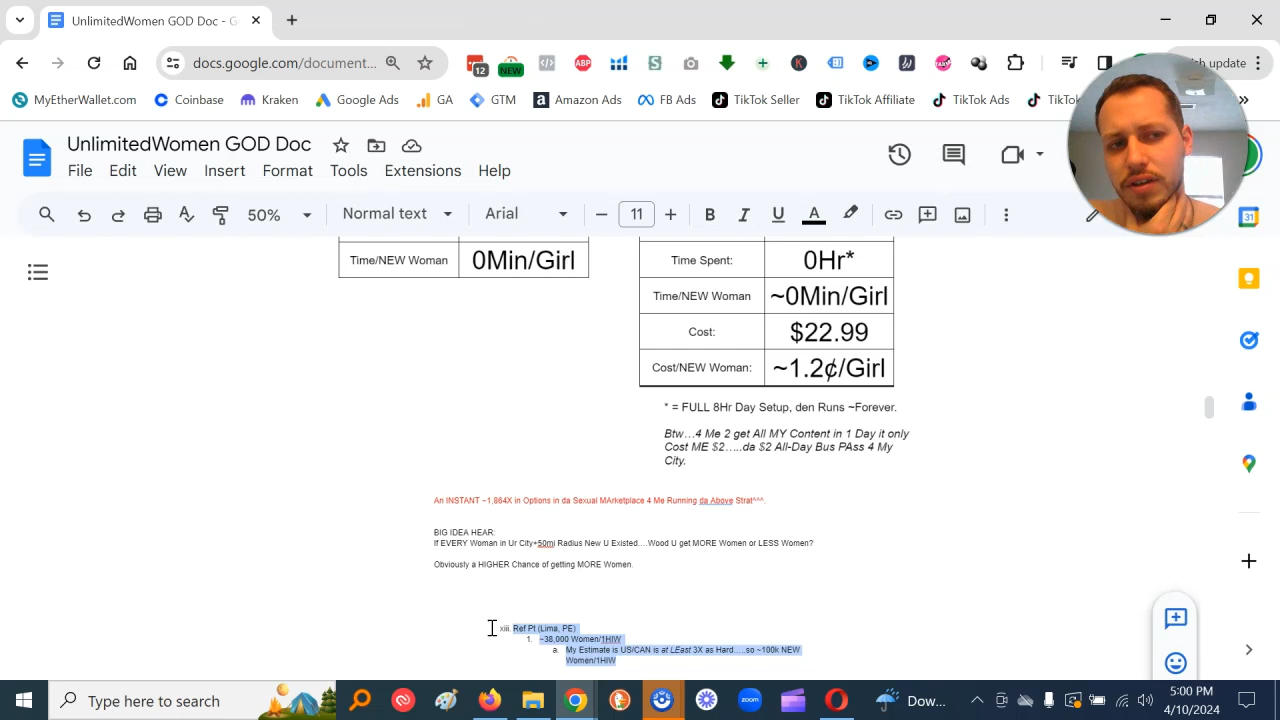 UnlimitedWomen GOD Doc - G
docs.google.com/document...
12
NEW
ABP
update
MyEtherWallet.com
Coinbase
Kraken
Google Ads
GA
GTM
Amazon Ads
FB Ads
TikTok Seller
TikTok Affiliate
TikTok Ads
UnlimitedWomen GOD Doc
File Edit View Insert Format Tools Extensions Help
50% Normal text Arial 11
Time/NEW Woman 0Min/Girl
Time Spent: 0Hr*
Time/NEW Woman ~0Min/Girl
Cost: $22.99
Cost/NEW Woman: ~1.2¢/Girl
* = FULL 8Hr Day Setup, den Runs ~Forever.
Btw…4 Me 2 get All MY Content in 1 Day it only
Cost ME $2…..da $2 All-Day Bus PAss 4 My
City.
An INSTANT ~1,864X in Options in da Sexual MArketplace 4 Me Running da Above Strat^^^.
BIG IDEA HEAR:
If EVERY Woman in Ur City+50mi Radius New U Existed….Wood U get MORE Women or LESS Women?
Obviously a HIGHER Chance of getting MORE Women.
xiii. Ref Pt (Lima, PE)
1. ~38,000 Women/1HIW
a. My Estimate is US/CAN is at LEast 3X as Hard…..so ~100k NEW
Women/1HIW
Type here to search
zoom
Dow...
5:00 PM
4/10/2024